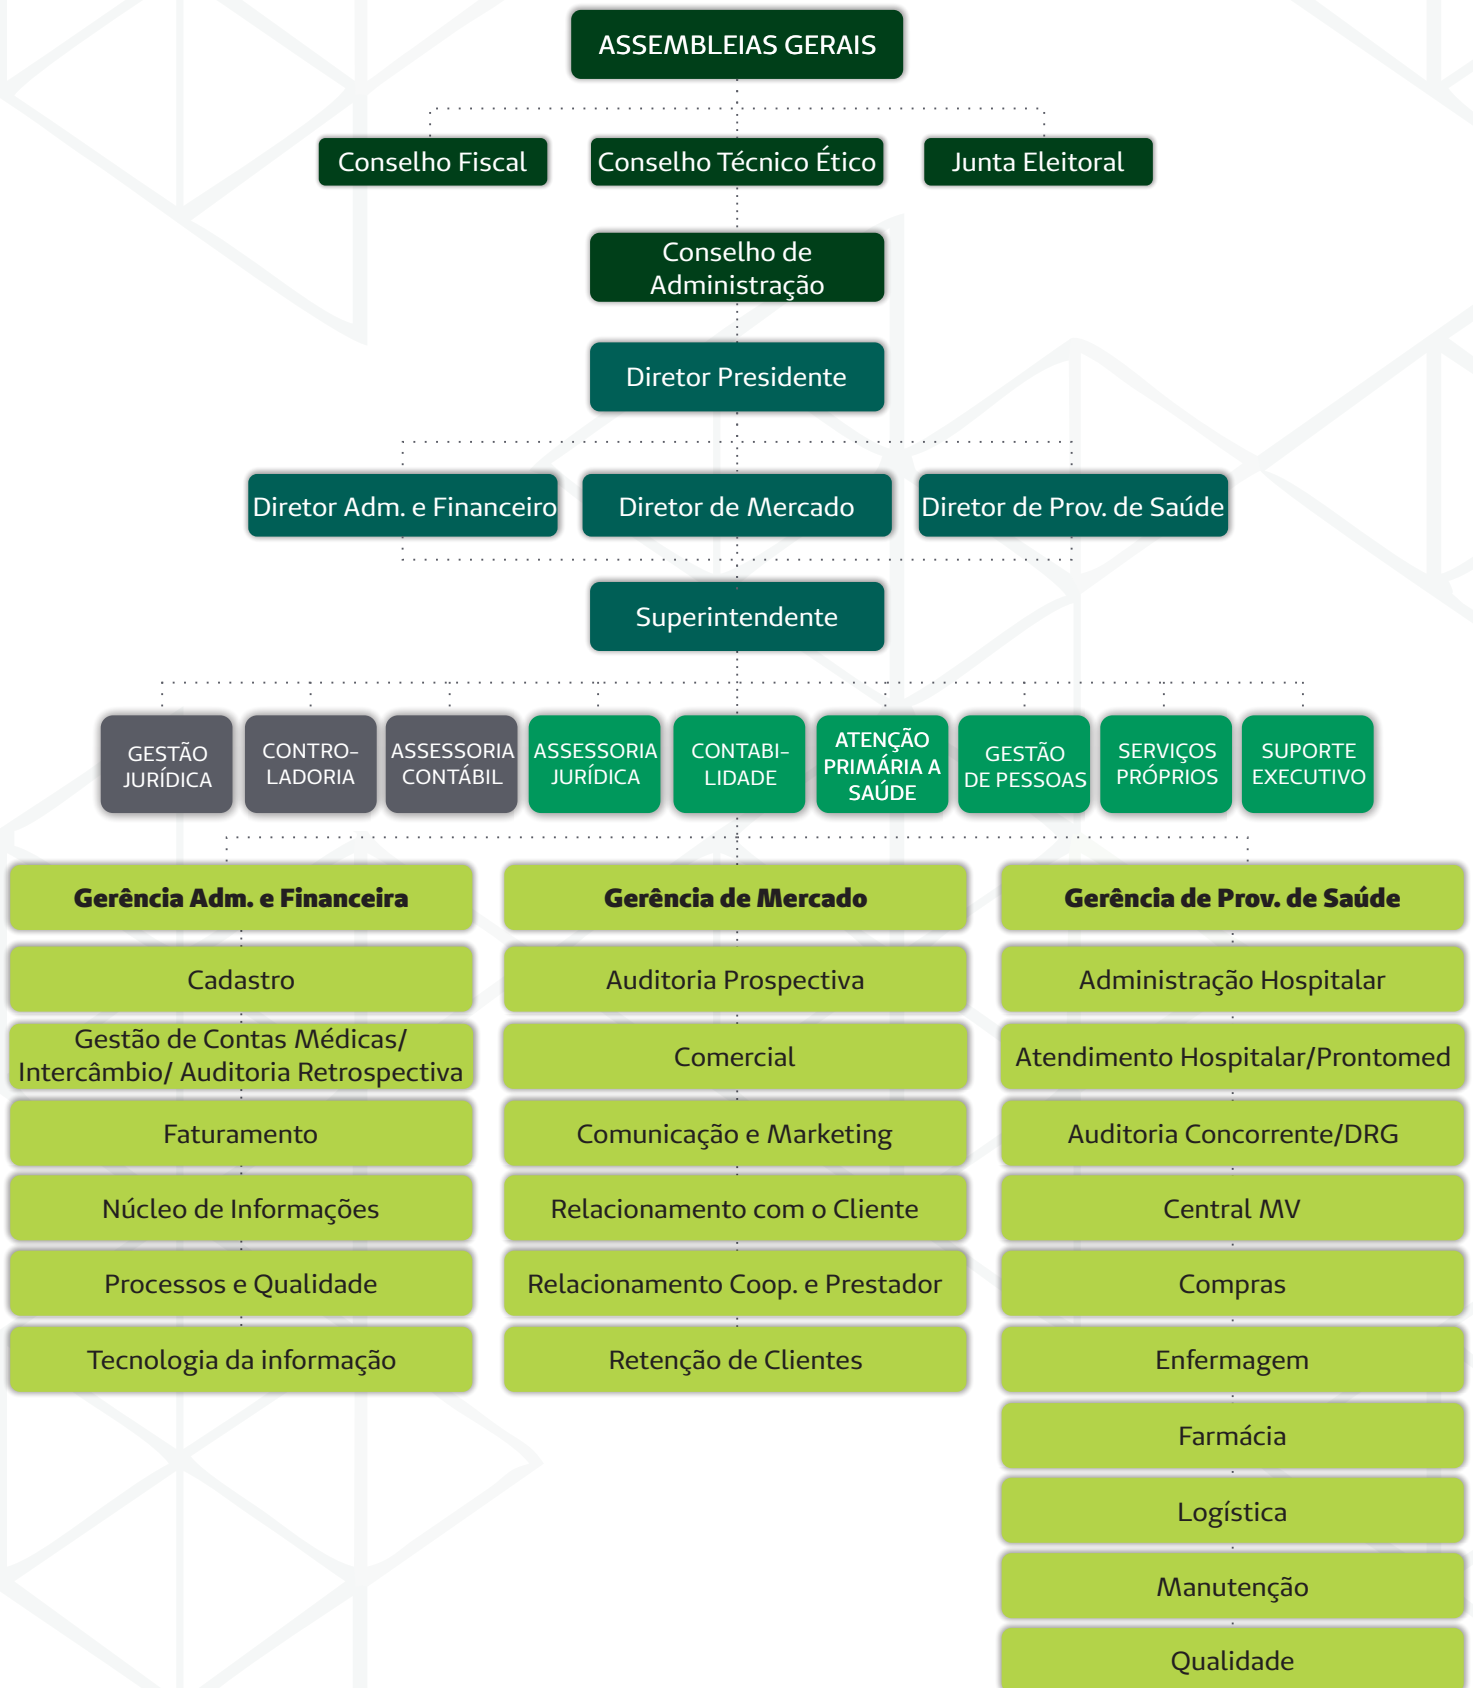 ASSEMBLEIAS GERAIS
Conselho Fiscal
Conselho Técnico Ético
Junta Eleitoral
Conselho de
Administração
Diretor Presidente
Diretor Adm. e Financeiro
Diretor de Mercado
Diretor de Prov. de Saúde
Superintendente
GESTÃO
JURÍDICA
CONTRO-
LADORIA
ASSESSORIA
CONTÁBIL
ASSESSORIA
JURÍDICA
CONTABI-
LIDADE
ATENÇÃO
PRIMÁRIA A
SAÚDE
GESTÃO
DE PESSOAS
SERVIÇOS
PRÓPRIOS
SUPORTE
EXECUTIVO
Gerência Adm. e Financeira
Cadastro
Gestão de Contas Médicas/
Intercâmbio/ Auditoria Retrospectiva
Faturamento
Núcleo de Informações
Processos e Qualidade
Tecnologia da informação
Gerência de Mercado
Auditoria Prospectiva
Comercial
Comunicação e Marketing
Relacionamento com o Cliente
Relacionamento Coop. e Prestador
Retenção de Clientes
Gerência de Prov. de Saúde
Administração Hospitalar
Atendimento Hospitalar/Prontomed
Auditoria Concorrente/DRG
Central MV
Compras
Enfermagem
Farmácia
Logística
Manutenção
Qualidade